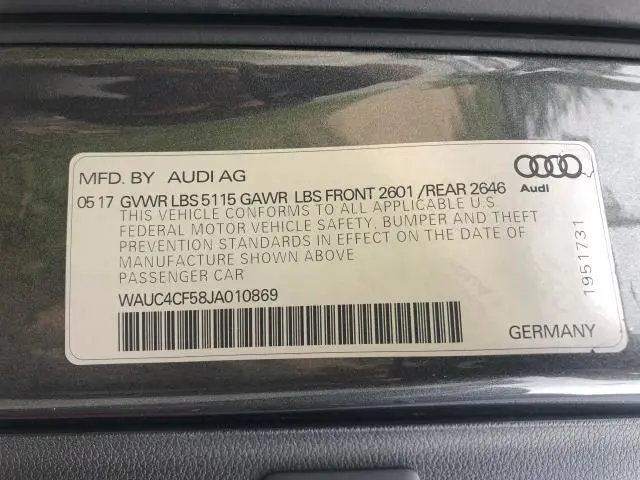 MFD. BY AUDI AG
05 17 GVWR LBS 5115 GAWR LBS FRONT 2601 /REAR 2646
Audi
THIS VEHICLE CONFORMS TO ALL APPLICABLE U S
FEDERAL MOTOR VEHICLE SAFETY, BUMPER AND THEFT
PREVENTION STANDARDS IN EFFECT ON THE DATE OF
MANUFACTURE SHOWN ABOVE
PASSENGER CAR
WAUC4CF58JA010869
1951731
GERMANY